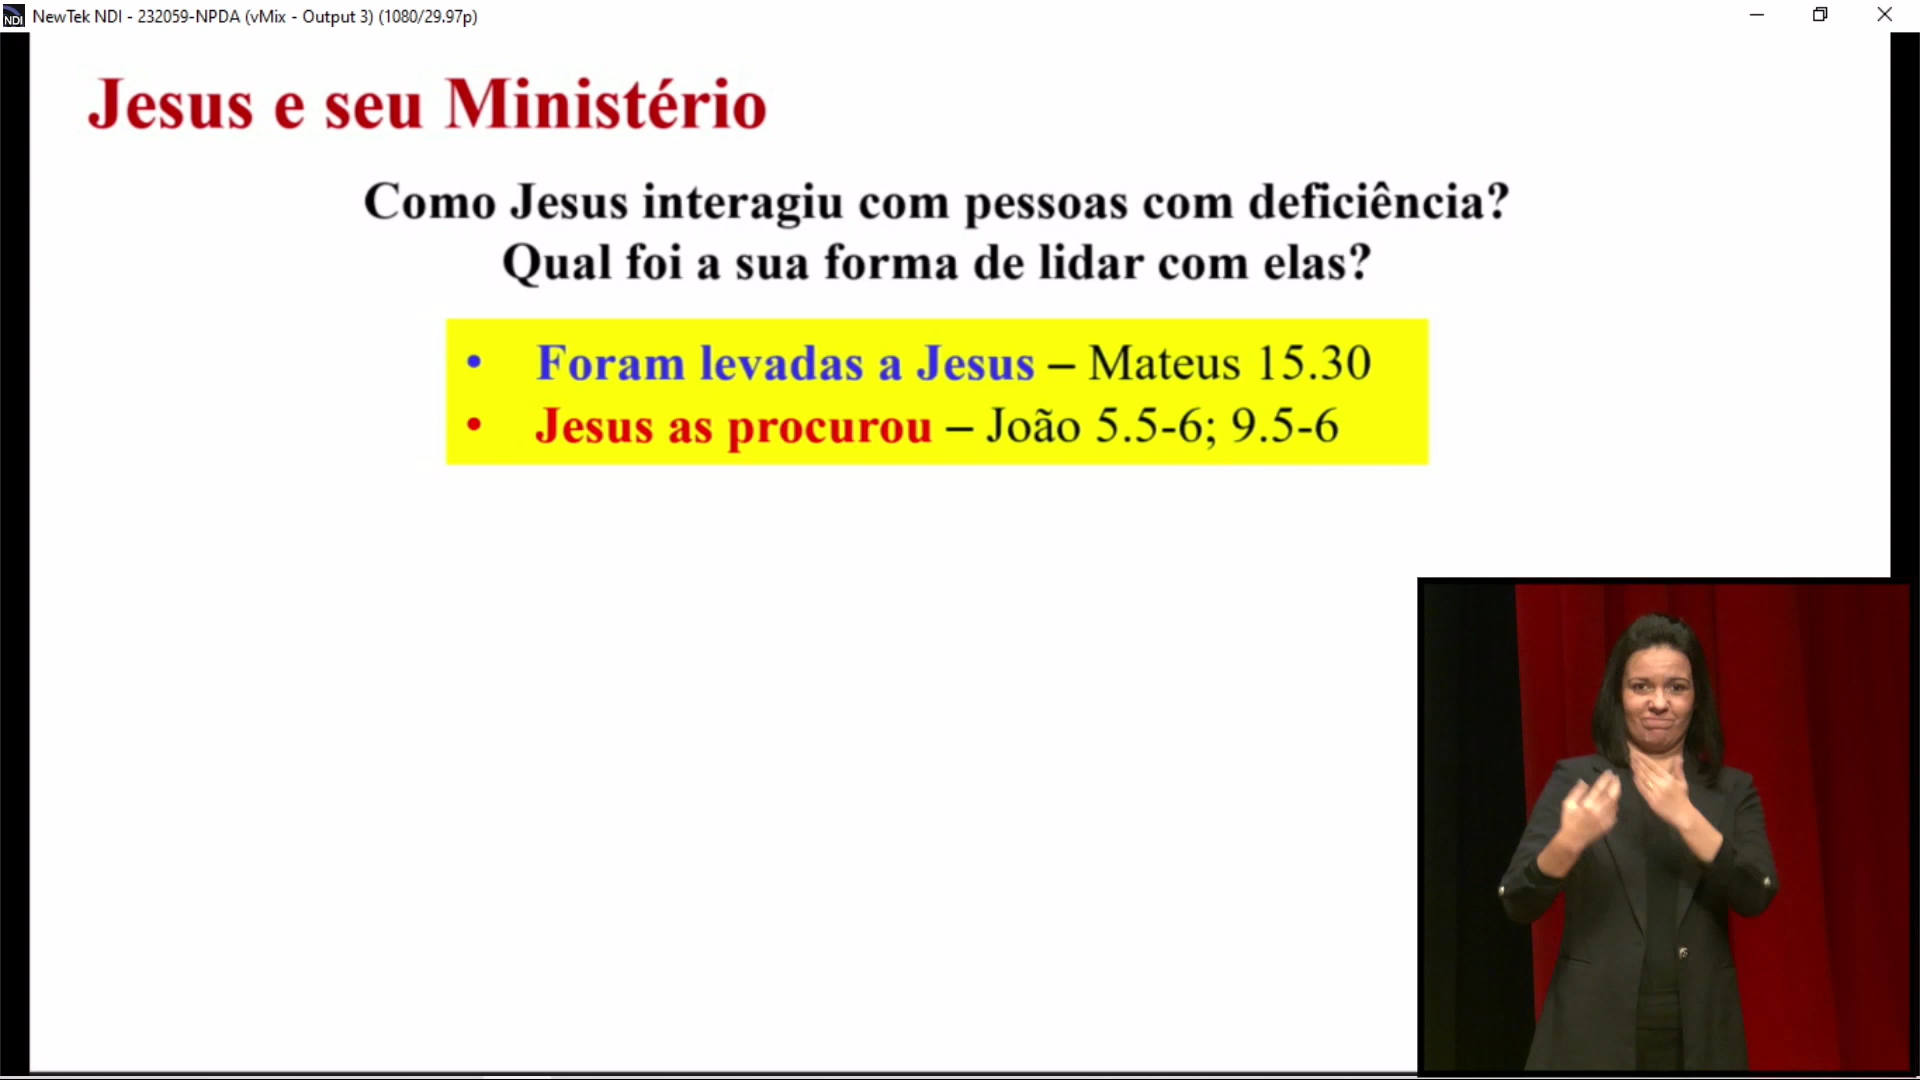 NDI NewTek NDI - 232059-NPDA (vMix - Output 3) (1080/29.97p)
Jesus e seu Ministério
Como Jesus interagiu com pessoas com deficiência?
Qual foi a sua forma de lidar com elas?
• Foram levadas a Jesus – Mateus 15.30
• Jesus as procurou – João 5.5-6; 9.5-6